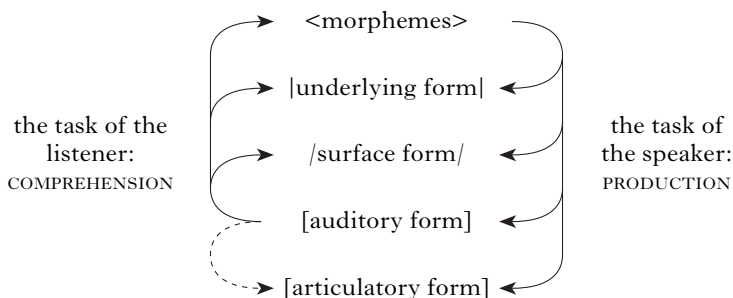 <morphemes>
|underlying form|
the task of the
listener:
COMPREHENSION
/surface form/
the task of
the speaker:
PRODUCTION
[auditory form]
[articulatory form]